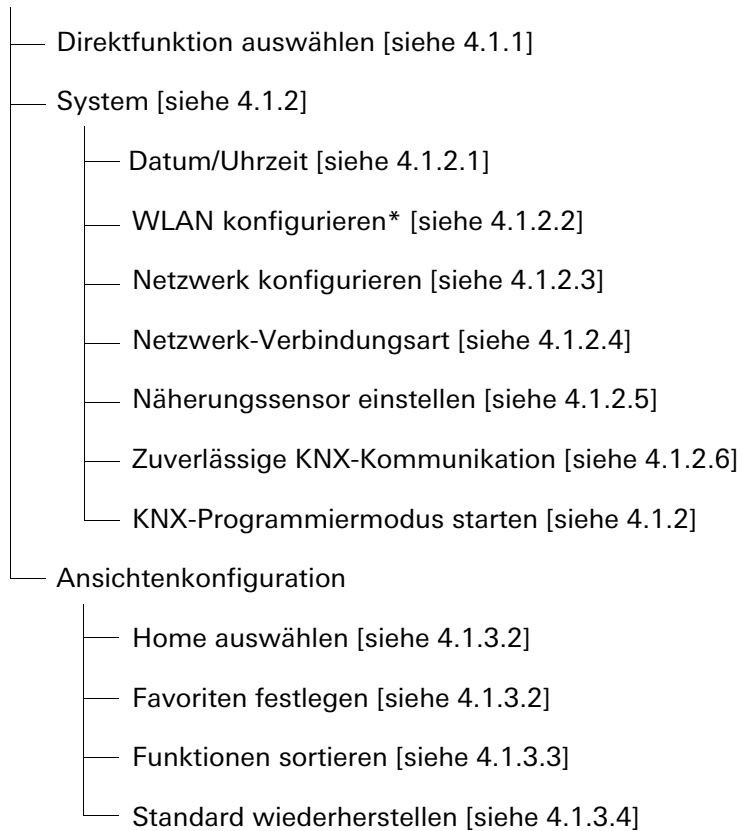 Direktfunktion auswählen [siehe 4.1.1]
System [siehe 4.1.2]
Datum/Uhrzeit [siehe 4.1.2.1]
WLAN konfigurieren* [siehe 4.1.2.2]
Netzwerk konfigurieren [siehe 4.1.2.3]
Netzwerk-Verbindungsart [siehe 4.1.2.4]
Näherungssensor einstellen [siehe 4.1.2.5]
Zuverlässige KNX-Kommunikation [siehe 4.1.2.6]
KNX-Programmiermodus starten [siehe 4.1.2]
Ansichtenkonfiguration
Home auswählen [siehe 4.1.3.2]
Favoriten festlegen [siehe 4.1.3.2]
Funktionen sortieren [siehe 4.1.3.3]
Standard wiederherstellen [siehe 4.1.3.4]